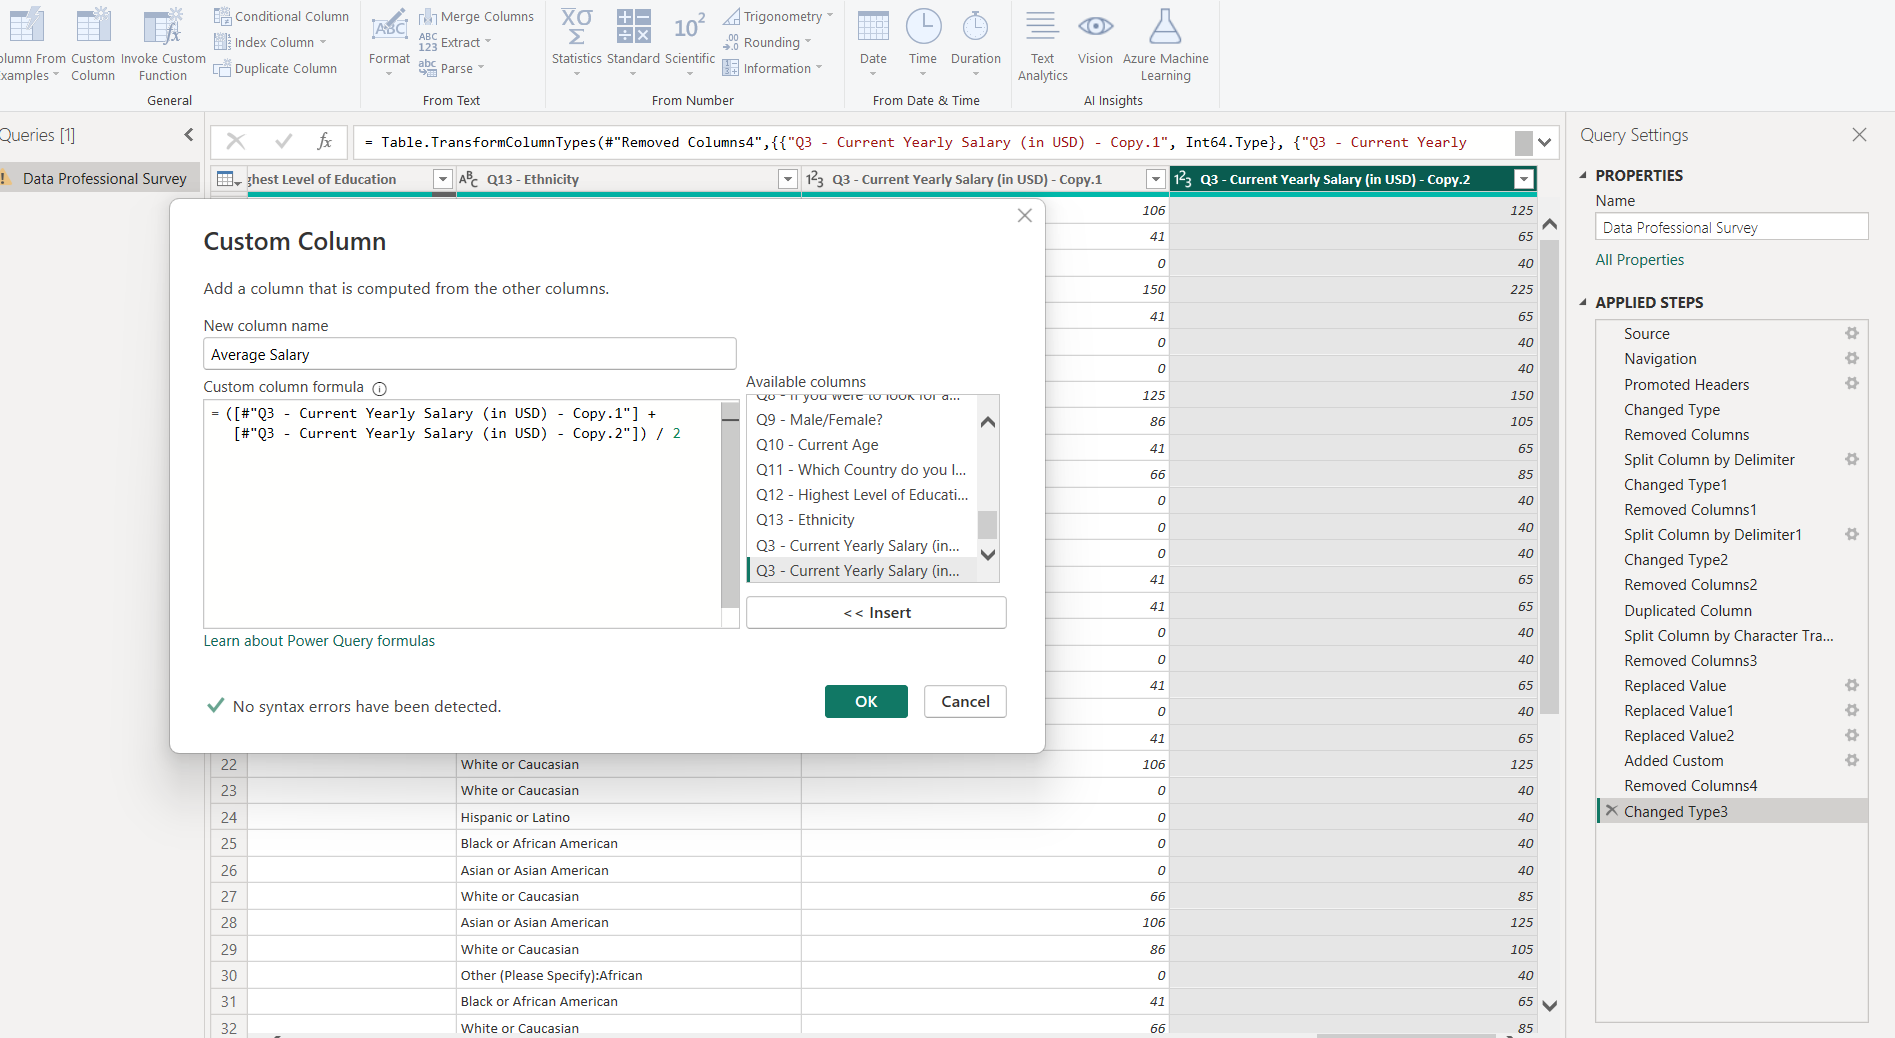 Conditional Column
Index Column
Duplicate Column
olumn From
xamples
Custom
Column
Invoke Custom
Function
General
ABC
Format
Merge Columns
ABC
123
Extract
abc
Parse
From Text
Xσ
Σ
Statistics
Standard
10²
Scientific
Trigonometry
.00
→.0
Rounding
Information
From Number
Date
Time
Duration
From Date & Time
Text
Analytics
Vision
Azure Machine
Learning
AI Insights
Queries [1]
Data Professional Survey
fx
= Table.TransformColumnTypes(#"Removed Columns4",{{"Q3 - Current Yearly Salary (in USD) - Copy.1", Int64.Type}, {"Q3 - Current Yearly
ghest Level of Education
ABC Q13 - Ethnicity
123 Q3 - Current Yearly Salary (in USD) - Copy.1
123 Q3 - Current Yearly Salary (in USD) - Copy.2
106 125
41 65
0 40
150 225
41 65
0 40
0 40
125 150
86 105
41 65
66 85
0 40
0 40
0 40
41 65
41 65
0 40
0 40
41 65
0 40
41 65
22 White or Caucasian 106 125
23 White or Caucasian 0 40
24 Hispanic or Latino 0 40
25 Black or African American 0 40
26 Asian or Asian American 0 40
27 White or Caucasian 66 85
28 Asian or Asian American 106 125
29 White or Caucasian 86 105
30 Other (Please Specify):African 0 40
31 Black or African American 41 65
32 White or Caucasian 66 85
Custom Column
Add a column that is computed from the other columns.
New column name
Average Salary
Custom column formula
= ([#"Q3 - Current Yearly Salary (in USD) - Copy.1"] +
[#"Q3 - Current Yearly Salary (in USD) - Copy.2"]) / 2
Available columns
Q8 - If you were to look for a...
Q9 - Male/Female?
Q10 - Current Age
Q11 - Which Country do you l...
Q12 - Highest Level of Educati...
Q13 - Ethnicity
Q3 - Current Yearly Salary (in...
Q3 - Current Yearly Salary (in...
<< Insert
Learn about Power Query formulas
No syntax errors have been detected.
OK
Cancel
Query Settings
PROPERTIES
Name
Data Professional Survey
All Properties
APPLIED STEPS
Source
Navigation
Promoted Headers
Changed Type
Removed Columns
Split Column by Delimiter
Changed Type1
Removed Columns1
Split Column by Delimiter1
Changed Type2
Removed Columns2
Duplicated Column
Split Column by Character Tra...
Removed Columns3
Replaced Value
Replaced Value1
Replaced Value2
Added Custom
Removed Columns4
Changed Type3